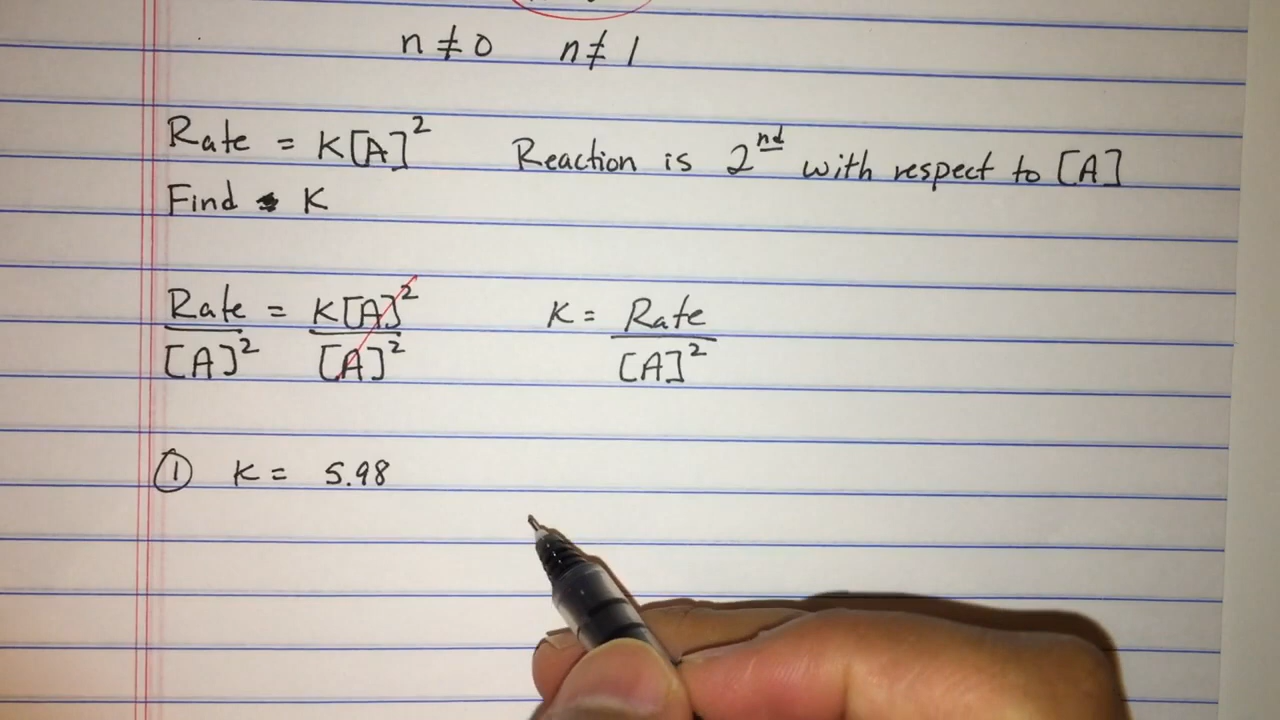 n ≠ 0 n ≠ 1
Rate = K[A]² Reaction is 2nd with respect to [A]
Find K
Rate = K[A]² K = Rate
[A]² [A]² [A]²
① K = 5.98